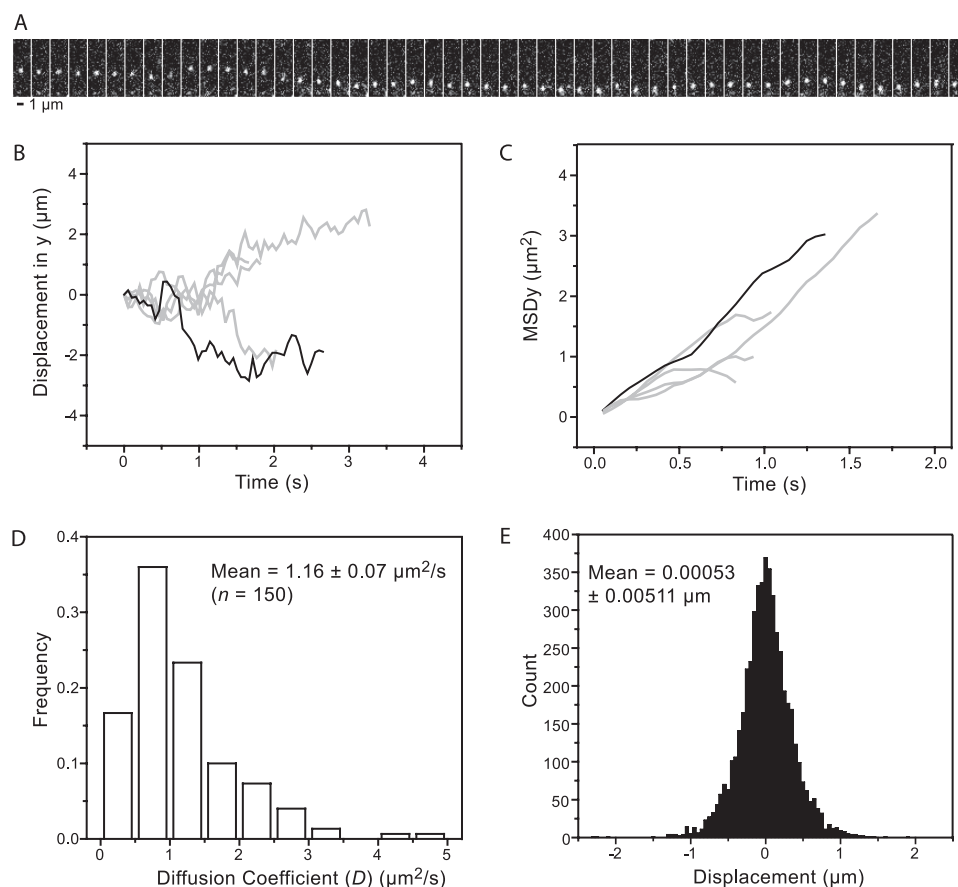 A
1 μm
B
Displacement in y (μm)
4
2
0
-2
-4
0 1 2 3 4
Time (s)
C
MSDy (μm²)
4
3
2
1
0
0.0 0.5 1.0 1.5 2.0
Time (s)
D
Frequency
0.4
0.3
0.2
0.1
0.0
Mean = 1.16 ± 0.07 μm²/s
(n = 150)
0 1 2 3 4 5
Diffusion Coefficient (D) (μm²/s)
E
Count
400
350
300
250
200
150
100
50
0
Mean = 0.00053
± 0.00511 μm
-2 -1 0 1 2
Displacement (μm)